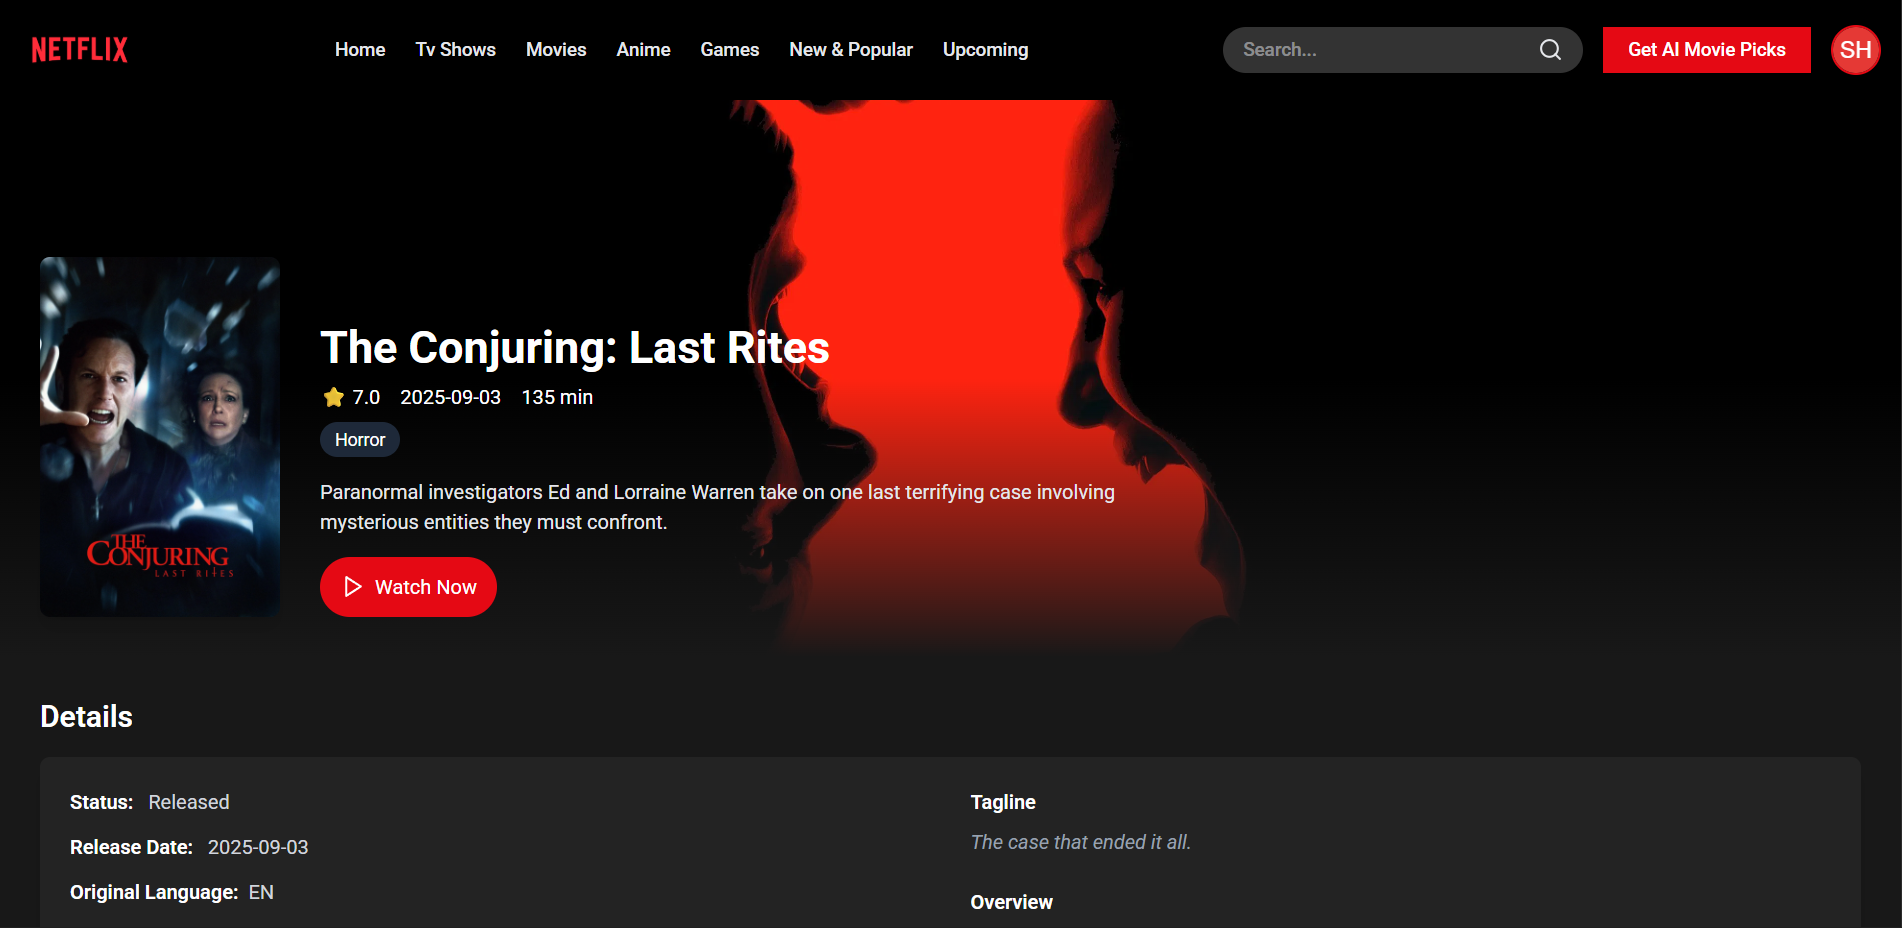 NETFLIX
Home Tv Shows Movies Anime Games New & Popular Upcoming
Search...
Get AI Movie Picks
SH
THE
CONJURING
LAST RITES
The Conjuring: Last Rites
7.0 2025-09-03 135 min
Horror
Paranormal investigators Ed and Lorraine Warren take on one last terrifying case involving
mysterious entities they must confront.
Watch Now
Details
Status: Released
Release Date: 2025-09-03
Original Language: EN
Tagline
The case that ended it all.
Overview